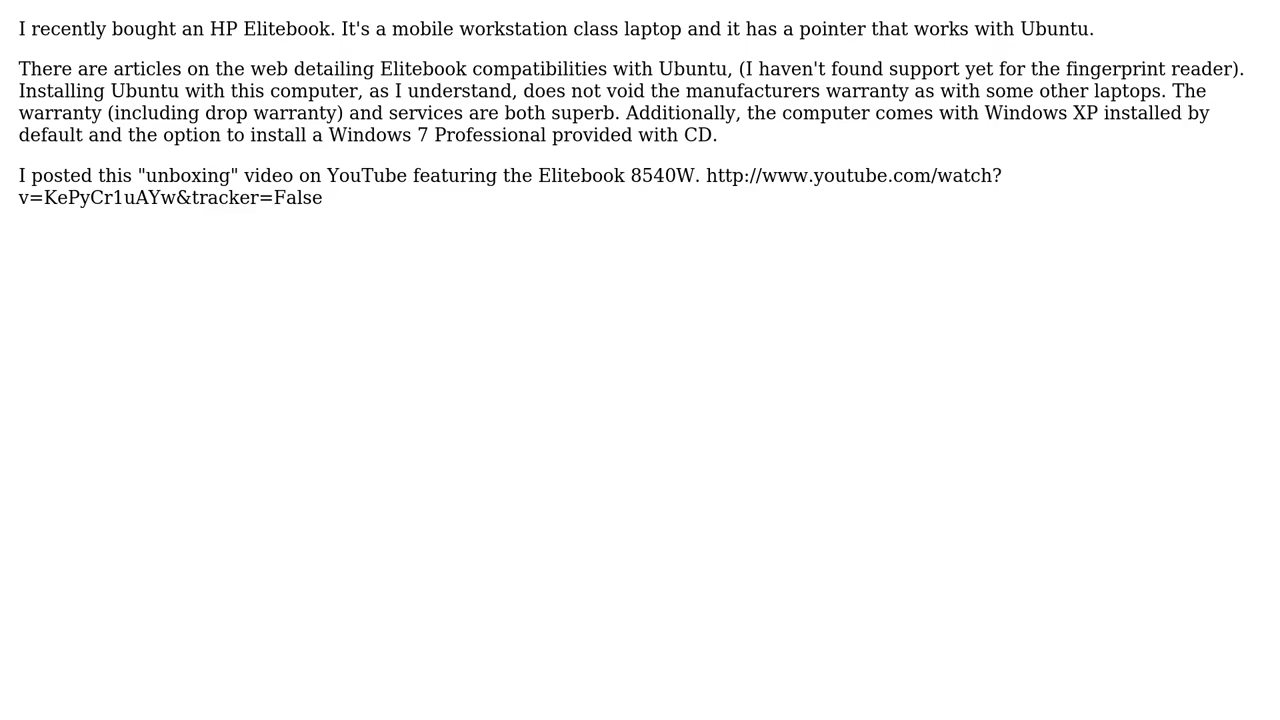 I recently bought an HP Elitebook. It's a mobile workstation class laptop and it has a pointer that works with Ubuntu.
There are articles on the web detailing Elitebook compatibilities with Ubuntu, (I haven't found support yet for the fingerprint reader).
Installing Ubuntu with this computer, as I understand, does not void the manufacturers warranty as with some other laptops. The
warranty (including drop warranty) and services are both superb. Additionally, the computer comes with Windows XP installed by
default and the option to install a Windows 7 Professional provided with CD.
I posted this "unboxing" video on YouTube featuring the Elitebook 8540W. http://www.youtube.com/watch?
v=KePyCr1uAYw&tracker=False